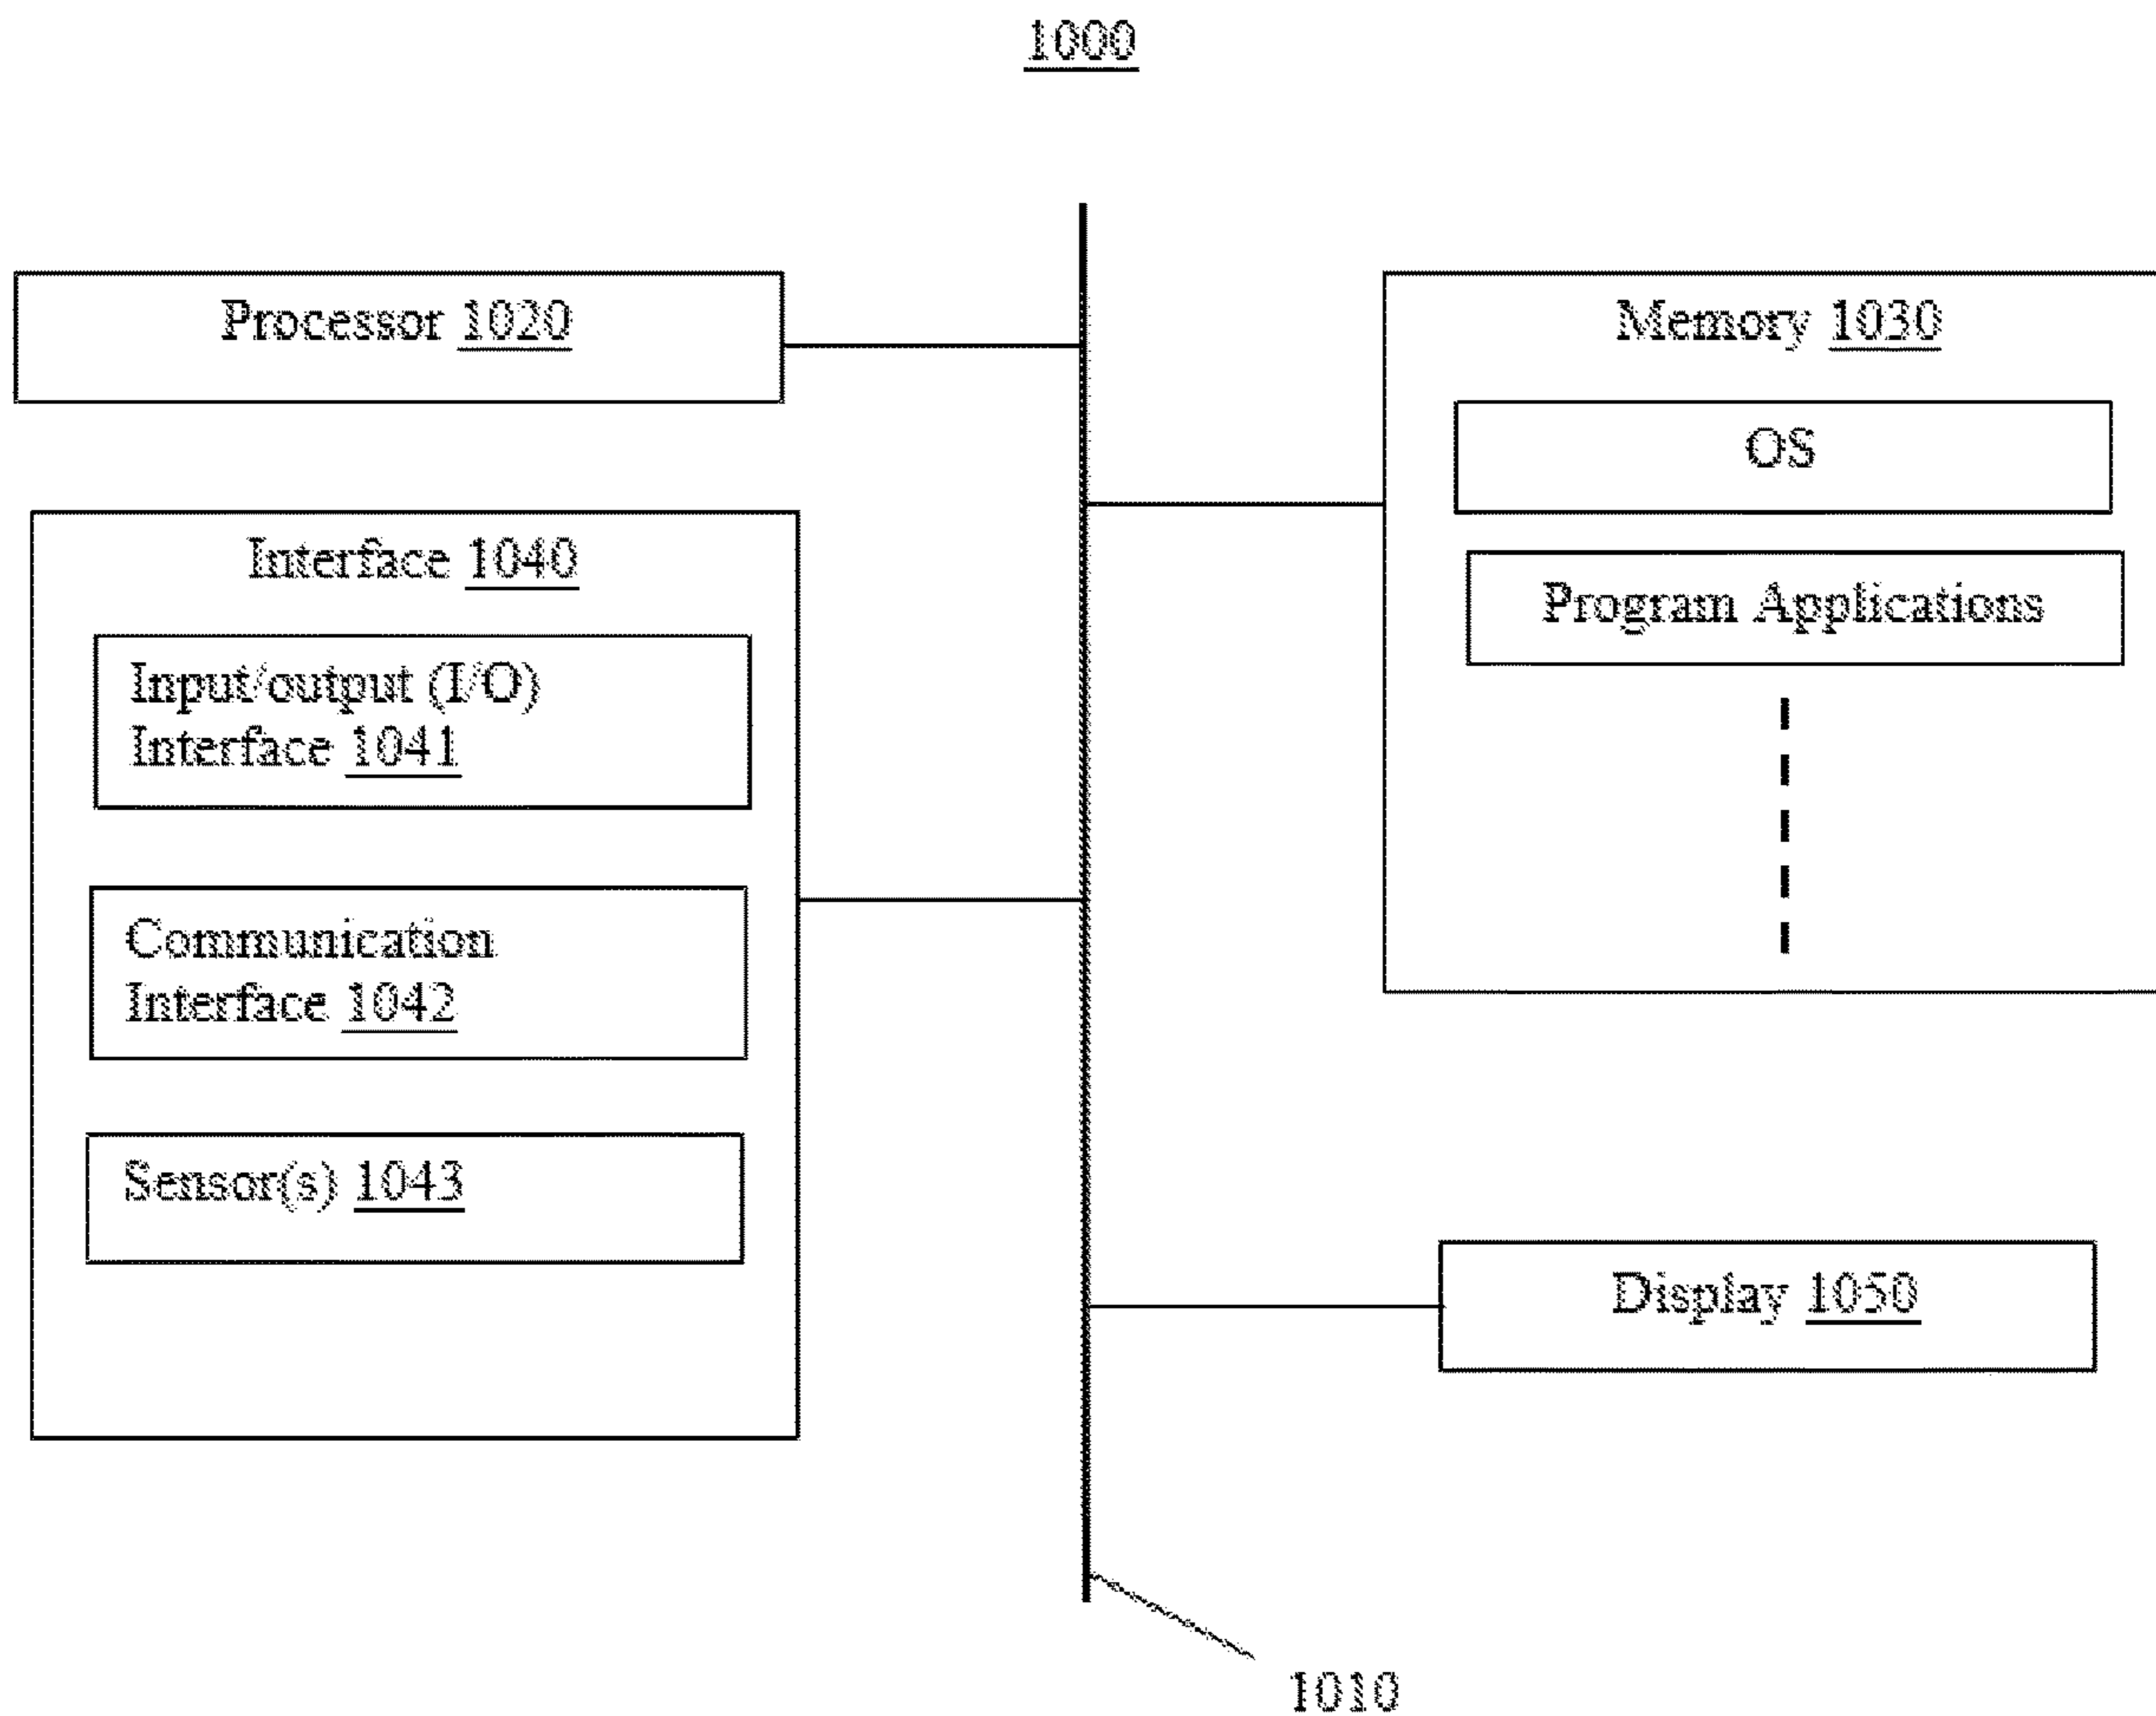 1000
Processor 1020
Memory 1030
OS
Program Applications
Interface 1040
Input/output (I/O)
Interface 1041
Communication
Interface 1042
Sensor(s) 1043
Display 1050
1010